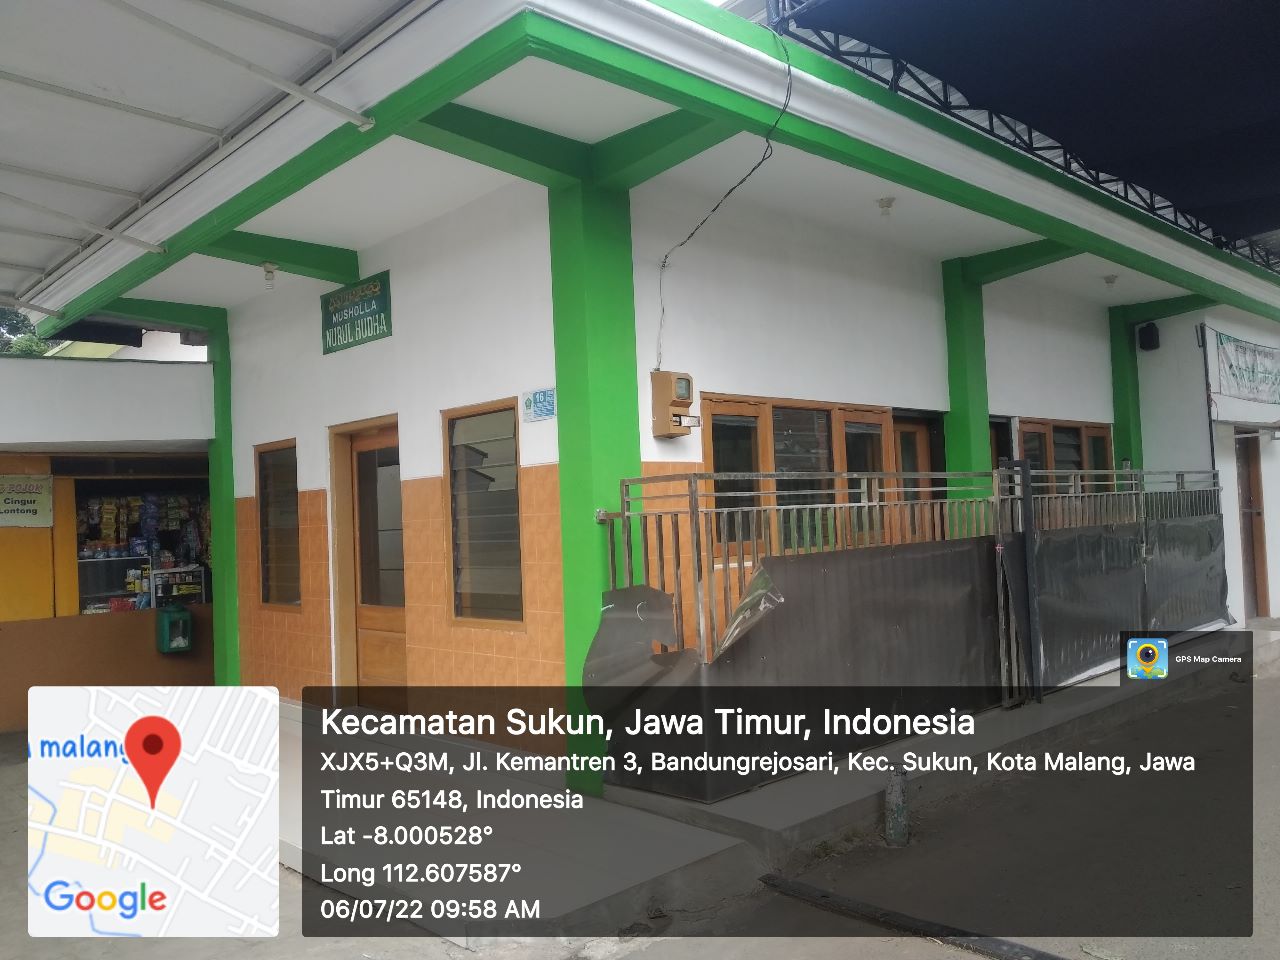 MUSHOLLA
NURUL HUDHA
16
POJOK
Cingur
Lontong
GPS Map Camera
malang
Google
Kecamatan Sukun, Jawa Timur, Indonesia
XJX5+Q3M, Jl. Kemantren 3, Bandungrejosari, Kec. Sukun, Kota Malang, Jawa
Timur 65148, Indonesia
Lat -8.000528°
Long 112.607587°
06/07/22 09:58 AM